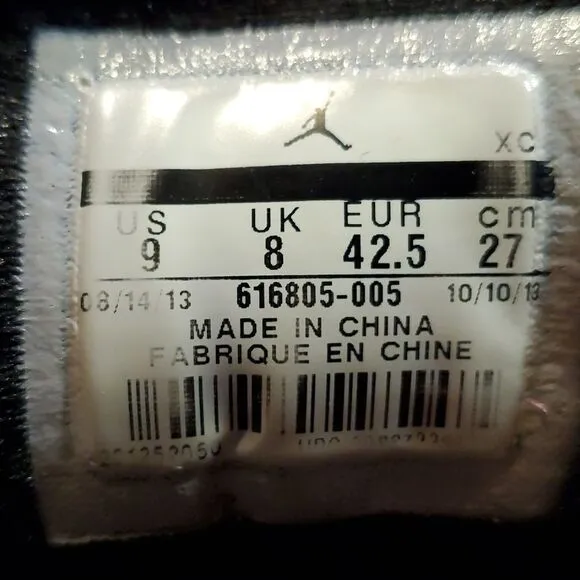 XC
US UK EUR cm
9 8 42.5 27
08/14/13 616805-005 10/10/13
MADE IN CHINA
FABRIQUE EN CHINE